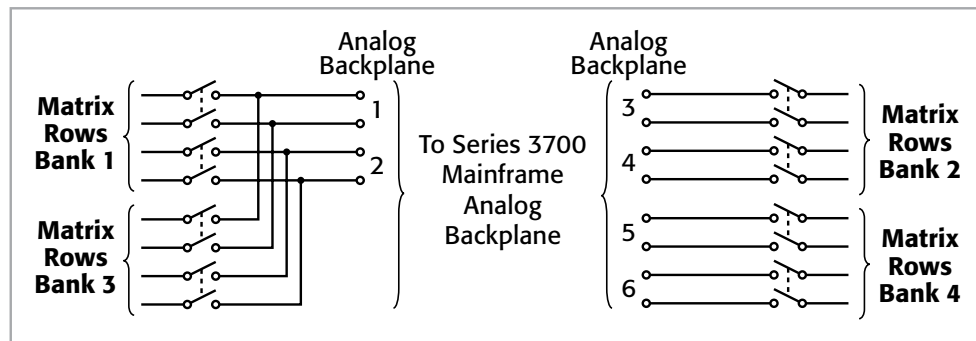 Analog
Backplane
Matrix
Rows
Bank 1
1
2
Matrix
Rows
Bank 3
To Series 3700
Mainframe
Analog
Backplane
Analog
Backplane
3
4
5
6
Matrix
Rows
Bank 2
Matrix
Rows
Bank 4